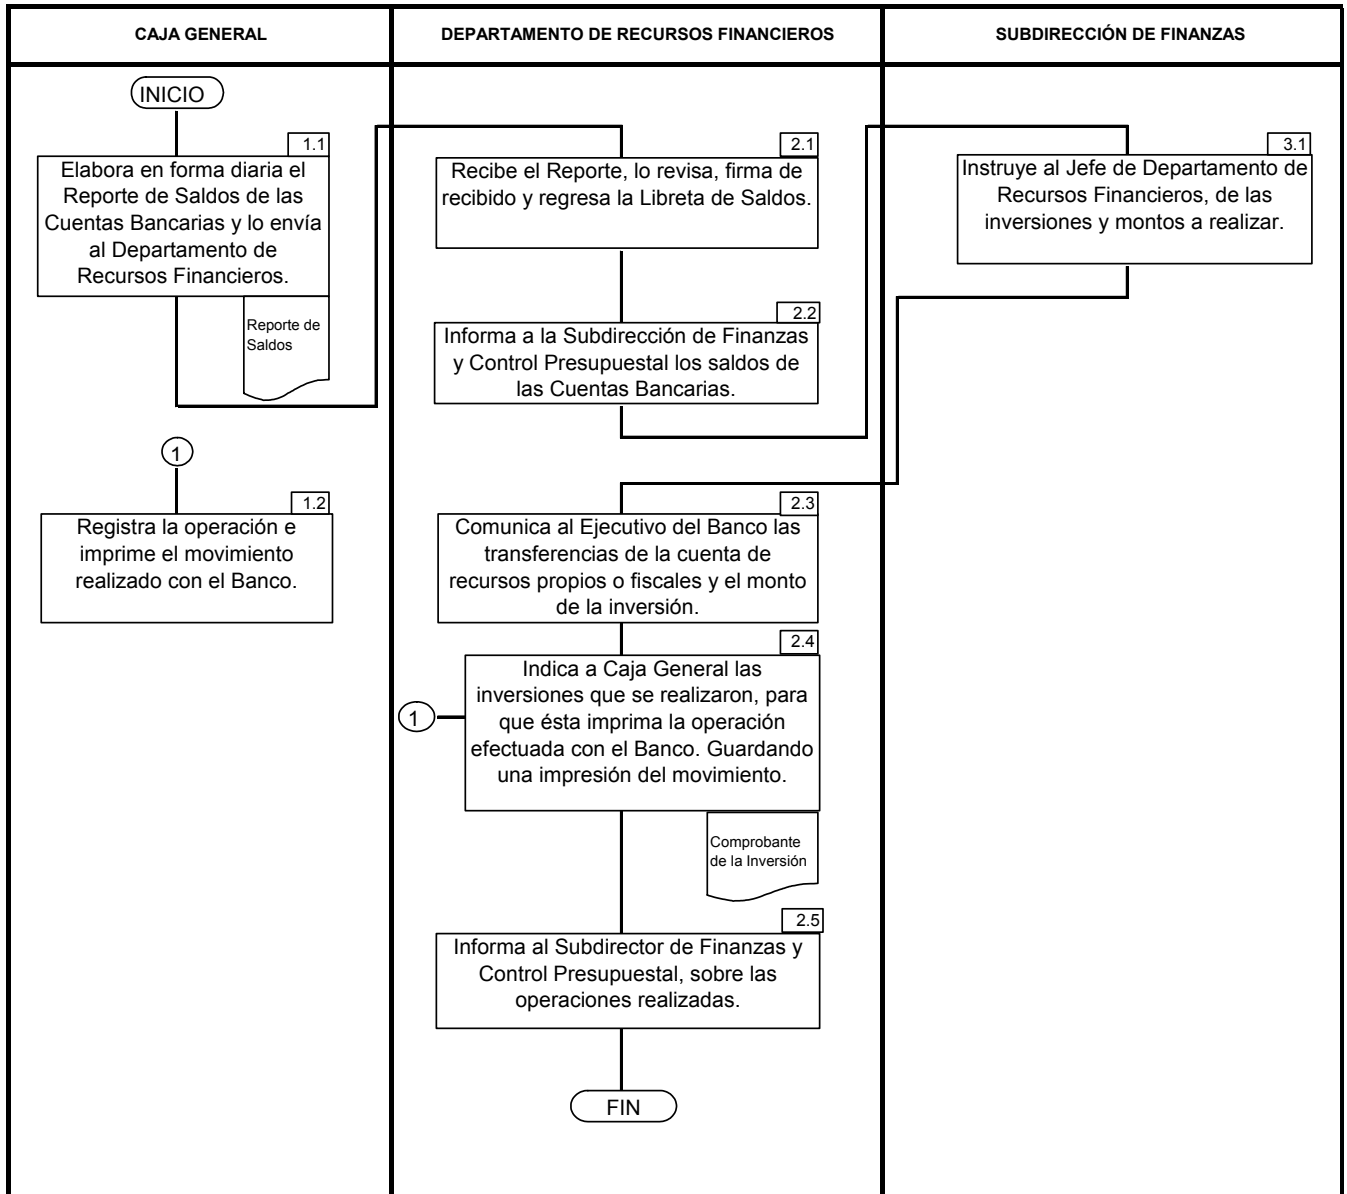 CAJA GENERAL
DEPARTAMENTO DE RECURSOS FINANCIEROS
SUBDIRECCIÓN DE FINANZAS
INICIO
1.1
Elabora en forma diaria el
Reporte de Saldos de las
Cuentas Bancarias y lo envía
al Departamento de
Recursos Financieros.
Reporte de
Saldos
1
1.2
Registra la operación e
imprime el movimiento
realizado con el Banco.
2.1
Recibe el Reporte, lo revisa, firma de
recibido y regresa la Libreta de Saldos.
2.2
Informa a la Subdirección de Finanzas
y Control Presupuestal los saldos de
las Cuentas Bancarias.
2.3
Comunica al Ejecutivo del Banco las
transferencias de la cuenta de
recursos propios o fiscales y el monto
de la inversión.
2.4
Indica a Caja General las
inversiones que se realizaron, para
que ésta imprima la operación
efectuada con el Banco. Guardando
una impresión del movimiento.
1
Comprobante
de la Inversión
2.5
Informa al Subdirector de Finanzas y
Control Presupuestal, sobre las
operaciones realizadas.
FIN
3.1
Instruye al Jefe de Departamento de
Recursos Financieros, de las
inversiones y montos a realizar.